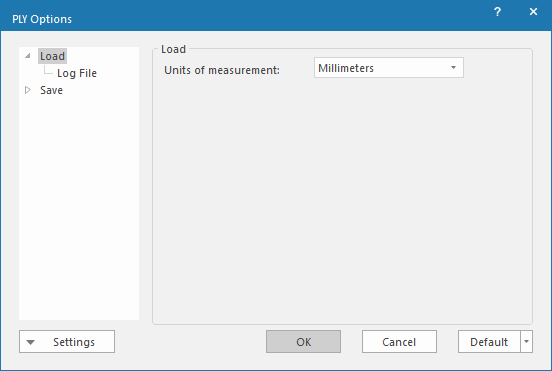 PLY Options
?
Load
Log File
Save
Load
Units of measurement:
Millimeters
Settings
OK
Cancel
Default